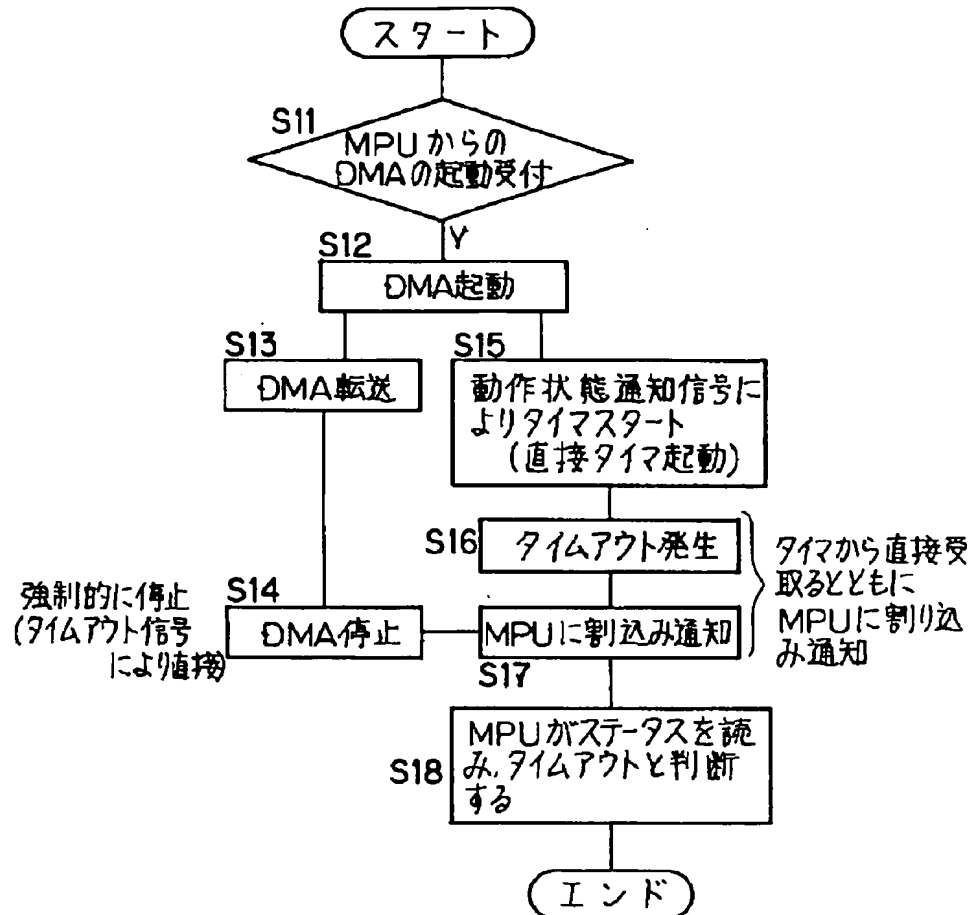 スタート
S11
MPUからの
DMAの起動受付
Y
S12
DMA起動
S13
DMA転送
S15
動作状態通知信号に
よりタイマスタート
(直接タイマ起動)
S16
タイムアウト発生
タイマから直接受
取るとともに
MPUに割り込
み通知
強制的に停止
(タイムアウト信号
により直接)
S14
DMA停止
MPUに割込み通知
S17
S18
MPUがステータスを読
み、タイムアウトと判断
する
エンド